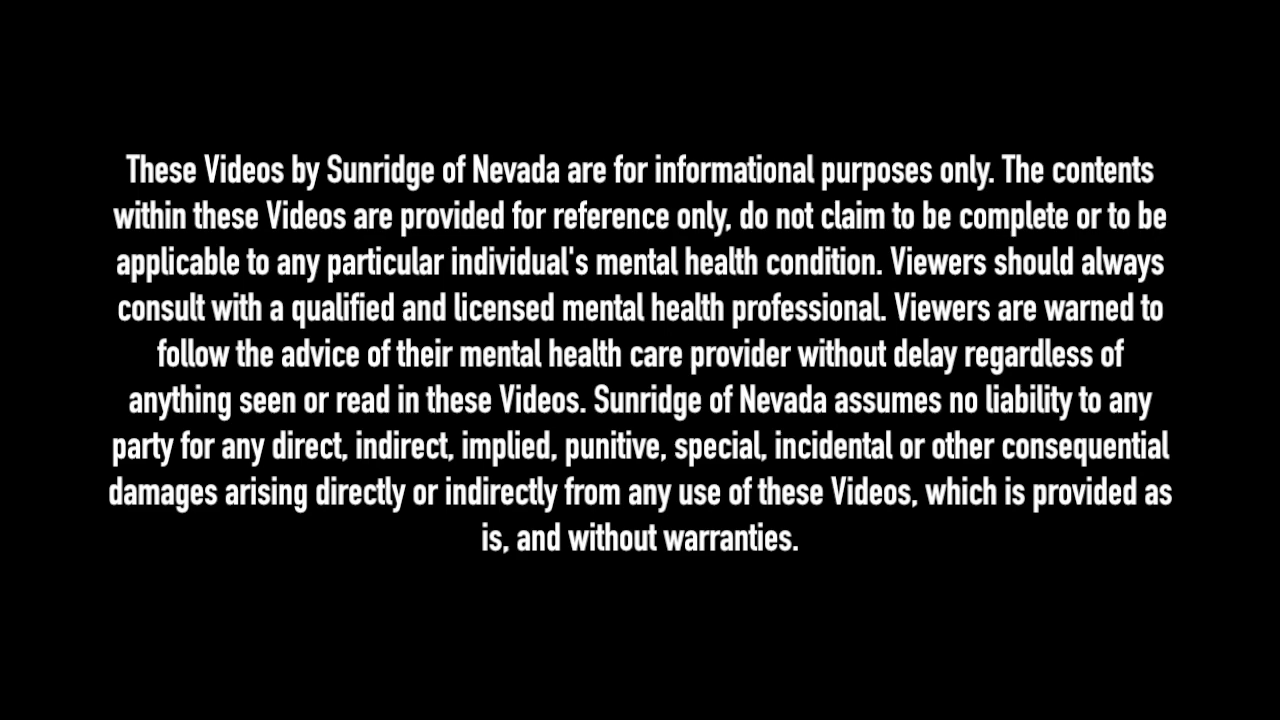 These Videos by Sunridge of Nevada are for informational purposes only. The contents
within these Videos are provided for reference only, do not claim to be complete or to be
applicable to any particular individual's mental health condition. Viewers should always
consult with a qualified and licensed mental health professional. Viewers are warned to
follow the advice of their mental health care provider without delay regardless of
anything seen or read in these Videos. Sunridge of Nevada assumes no liability to any
party for any direct, indirect, implied, punitive, special, incidental or other consequential
damages arising directly or indirectly from any use of these Videos, which is provided as
is, and without warranties.